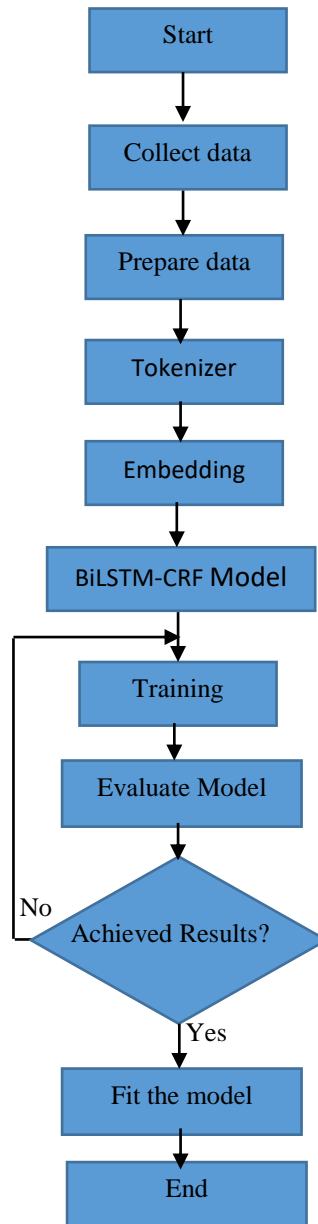 Start
Collect data
Prepare data
Tokenizer
Embedding
BiLSTM-CRF Model
Training
Evaluate Model
No
Achieved Results?
Yes
Fit the model
End